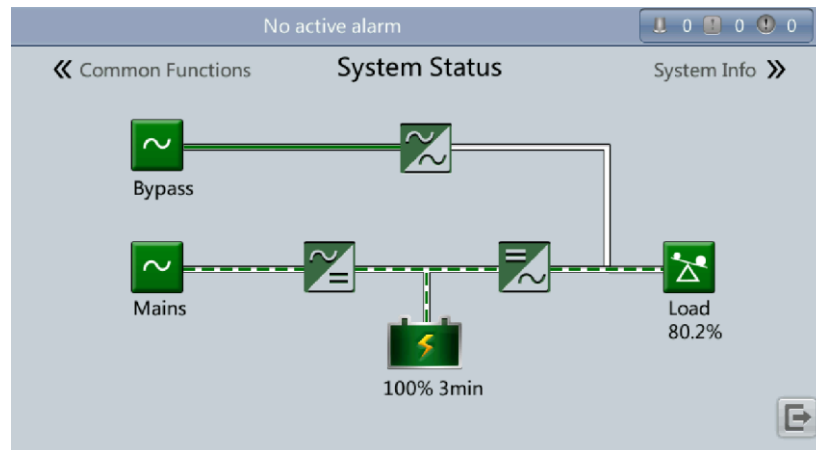 No active alarm
0 0 0
Common Functions
System Status
System Info
Bypass
Mains
Load
80.2%
100% 3min